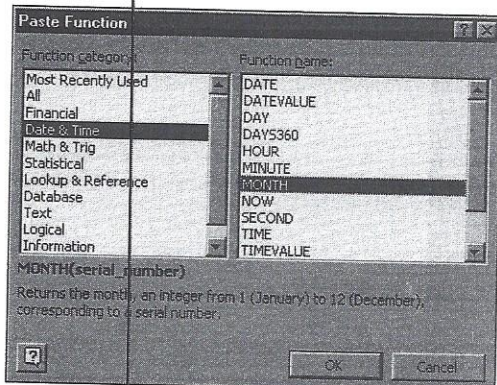 Paste Function
Function category:
Most Recently Used
All
Financial
Date & Time
Math & Trig
Statistical
Lookup & Reference
Database
Text
Logical
Information
Function name:
DATE
DATEVALUE
DAY
DAYS360
HOUR
MINUTE
MONTH
NOW
SECOND
TIME
TIMEVALUE
MONTH(serial_number)
Returns the month, an integer from 1 (January) to 12 (December),
corresponding to a serial number.
OK
Cancel